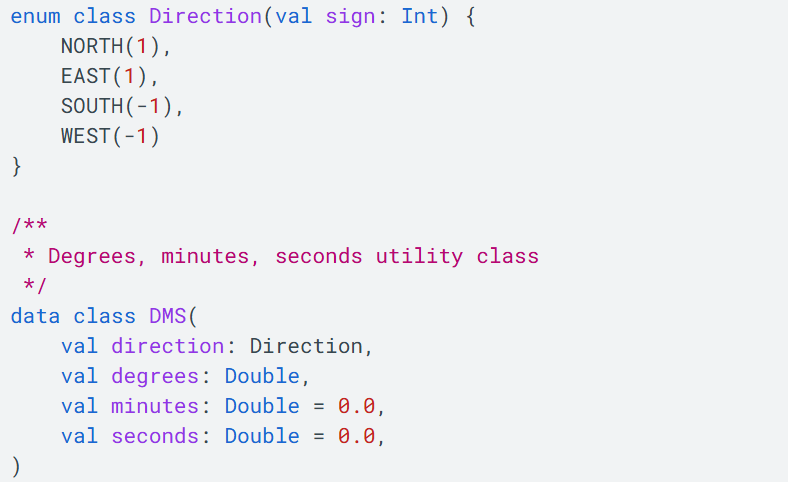 enum class Direction(val sign: Int) {
    NORTH(1),
    EAST(1),
    SOUTH(-1),
    WEST(-1)
}

/**
 * Degrees, minutes, seconds utility class
 */
data class DMS(
    val direction: Direction,
    val degrees: Double,
    val minutes: Double = 0.0,
    val seconds: Double = 0.0,
)